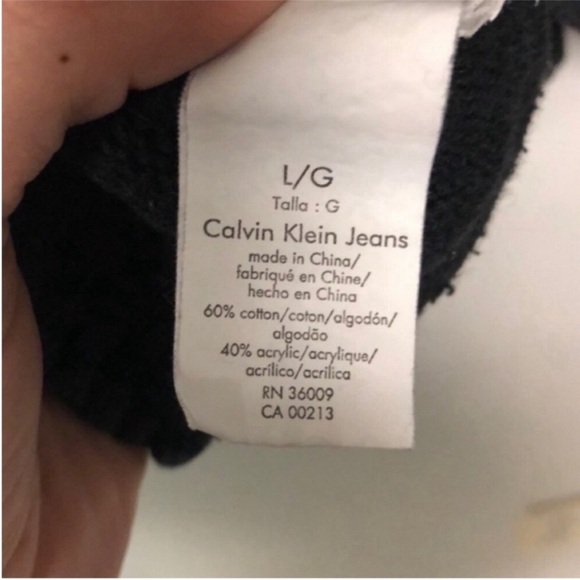 L/G
Talla : G
Calvin Klein Jeans
made in China/
fabriqué en Chine/
hecho en China
60% cotton/coton/algodón/
algodão
40% acrylic/acrylique/
acrílico/acrilica
RN 36009
CA 00213